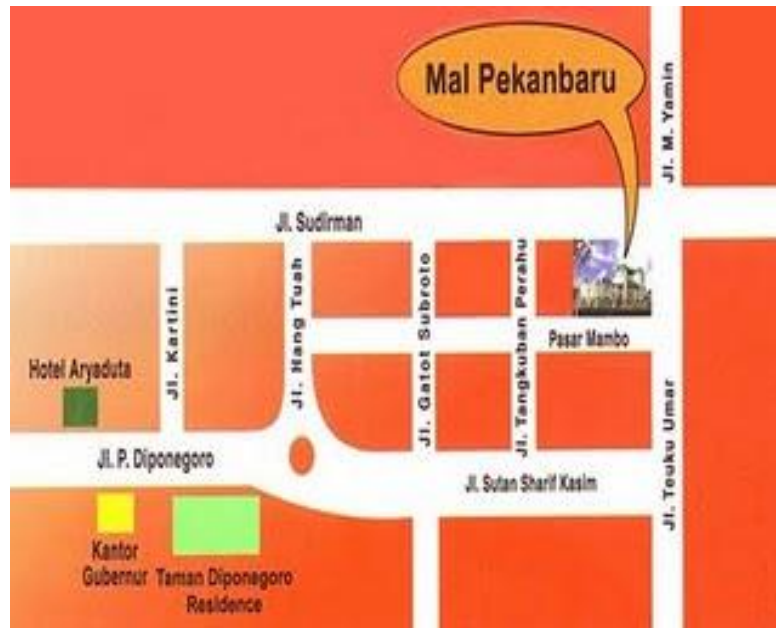 Mal Pekanbaru
Jl. M. Yamin
Jl. Sudirman
Jl. Kartini
Jl. Hang Tuah
Jl. Gatot Subroto
Jl. Tangkuban Perahu
Pasar Mambo
Hotel Aryaduta
Jl. P. Diponegoro
Jl. Sutan Sharif Kasim
Jl. Teuku Umar
Kantor
Gubernur
Taman Diponegoro
Residence